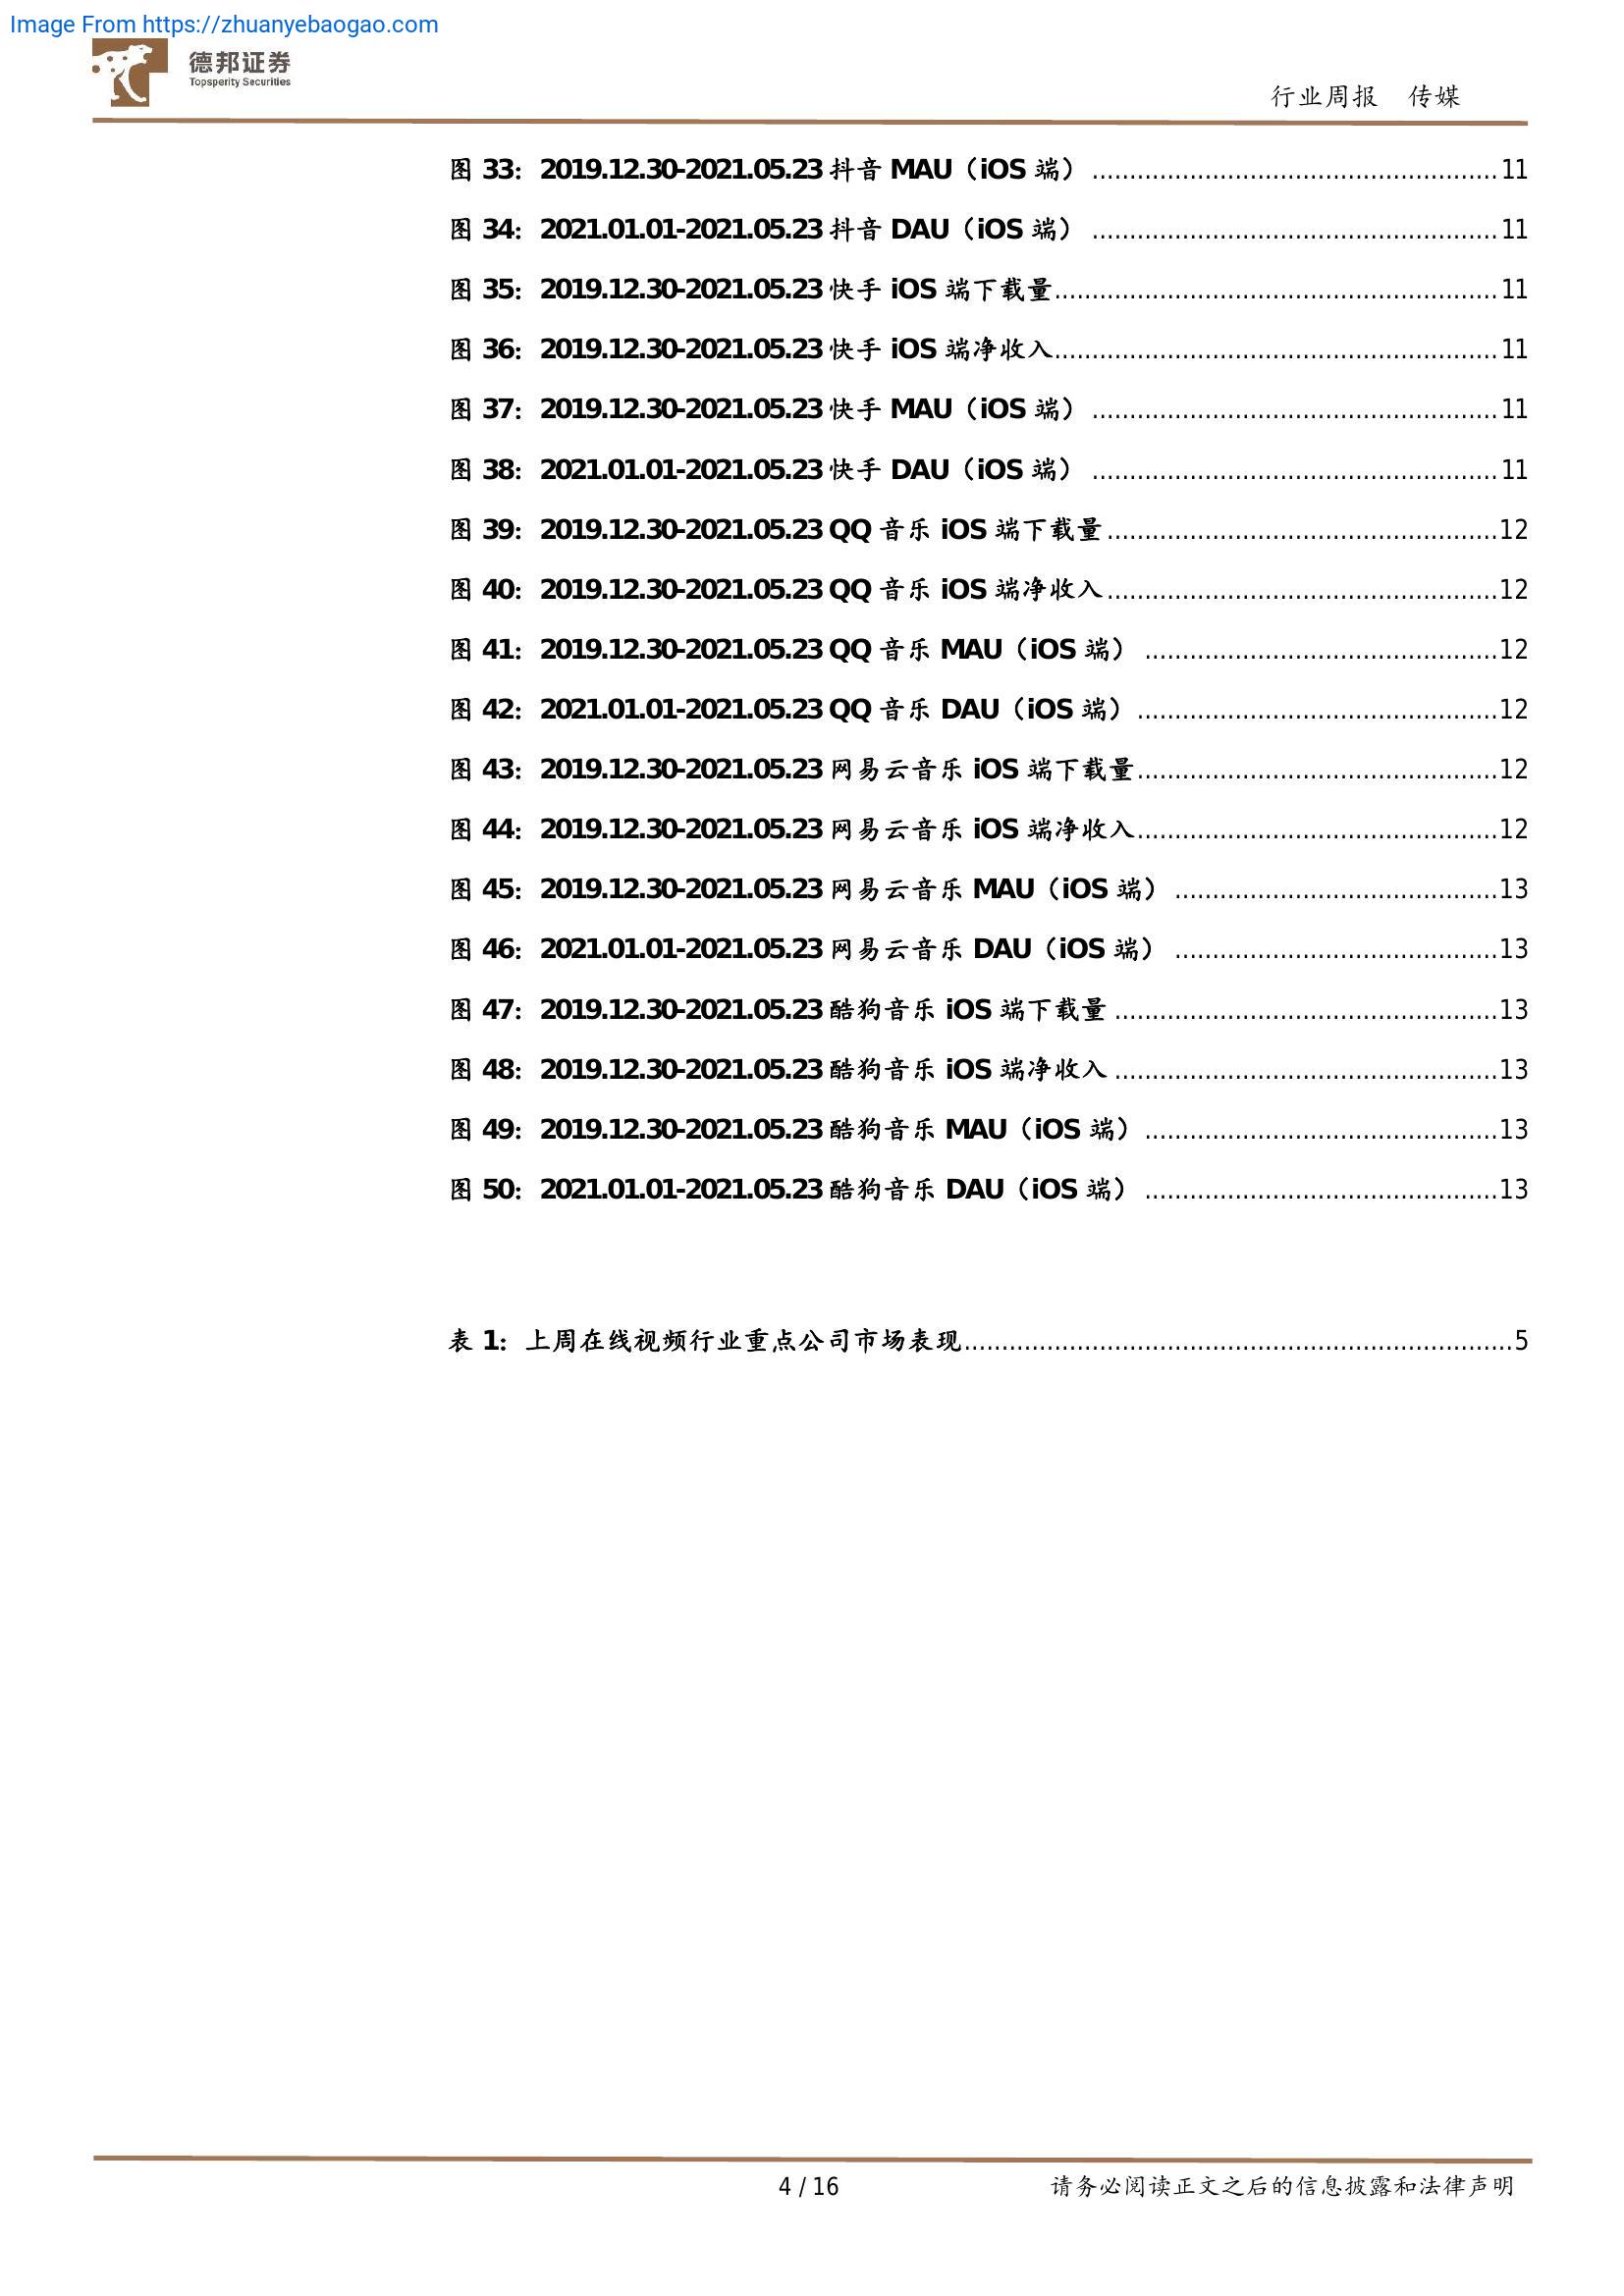 Image From https://zhuanyebaogao.com
德邦证券
Topsperity Securities
行业周报 传媒
图 33：2019.12.30-2021.05.23 抖音 MAU（iOS 端）......................................................11
图 34：2021.01.01-2021.05.23 抖音 DAU（iOS 端）......................................................11
图 35：2019.12.30-2021.05.23 快手 iOS 端下载量...........................................................11
图 36：2019.12.30-2021.05.23 快手 iOS 端净收入...........................................................11
图 37：2019.12.30-2021.05.23 快手 MAU（iOS 端）......................................................11
图 38：2021.01.01-2021.05.23 快手 DAU（iOS 端）......................................................11
图 39：2019.12.30-2021.05.23 QQ 音乐 iOS 端下载量....................................................12
图 40：2019.12.30-2021.05.23 QQ 音乐 iOS 端净收入....................................................12
图 41：2019.12.30-2021.05.23 QQ 音乐 MAU（iOS 端）...............................................12
图 42：2021.01.01-2021.05.23 QQ 音乐 DAU（iOS 端）................................................12
图 43：2019.12.30-2021.05.23 网易云音乐 iOS 端下载量................................................12
图 44：2019.12.30-2021.05.23 网易云音乐 iOS 端净收入................................................12
图 45：2019.12.30-2021.05.23 网易云音乐 MAU（iOS 端）...........................................13
图 46：2021.01.01-2021.05.23 网易云音乐 DAU（iOS 端）...........................................13
图 47：2019.12.30-2021.05.23 酷狗音乐 iOS 端下载量...................................................13
图 48：2019.12.30-2021.05.23 酷狗音乐 iOS 端净收入...................................................13
图 49：2019.12.30-2021.05.23 酷狗音乐 MAU（iOS 端）...............................................13
图 50：2021.01.01-2021.05.23 酷狗音乐 DAU（iOS 端）...............................................13
表 1：上周在线视频行业重点公司市场表现.........................................................................5
4 / 16
请务必阅读正文之后的信息披露和法律声明